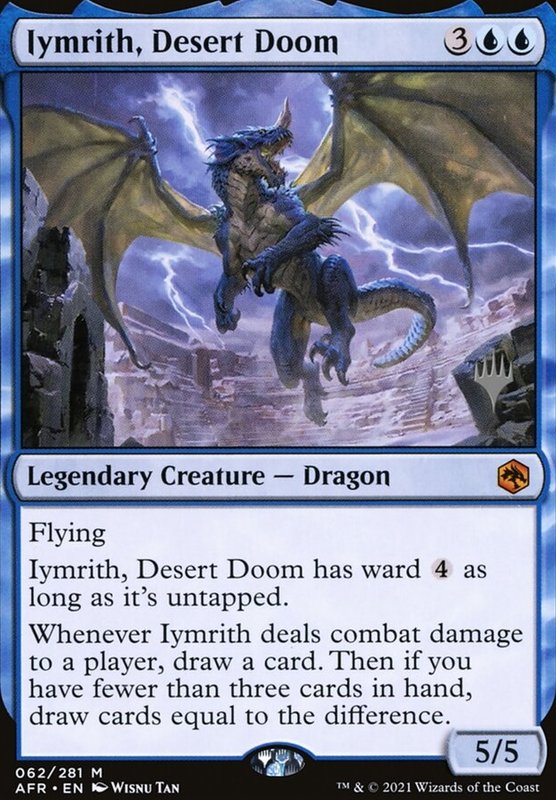 Iymrith, Desert Doom 3
Legendary Creature — Dragon
Flying
Iymrith, Desert Doom has ward 4 as
long as it's untapped.
Whenever Iymrith deals combat damage
to a player, draw a card. Then if you
have fewer than three cards in hand,
draw cards equal to the difference.
5/5
062/281 M
AFR • EN Wisnu Tan
™ & © 2021 Wizards of the Coast